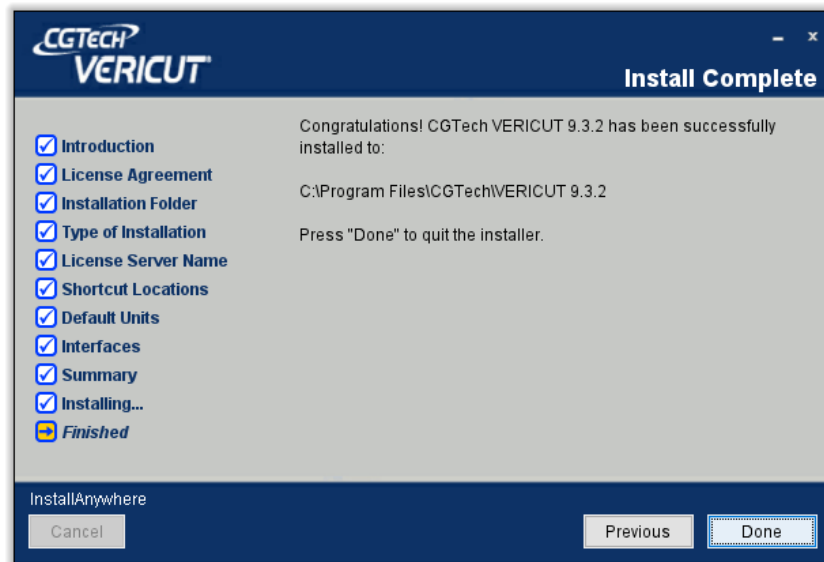 CGTECH
VERICUT
Install Complete
Introduction
License Agreement
Installation Folder
Type of Installation
License Server Name
Shortcut Locations
Default Units
Interfaces
Summary
Installing...
Finished
Congratulations! CGTech VERICUT 9.3.2 has been successfully
installed to:
C:\Program Files\CGTech\VERICUT 9.3.2
Press "Done" to quit the installer.
InstallAnywhere
Cancel
Previous
Done